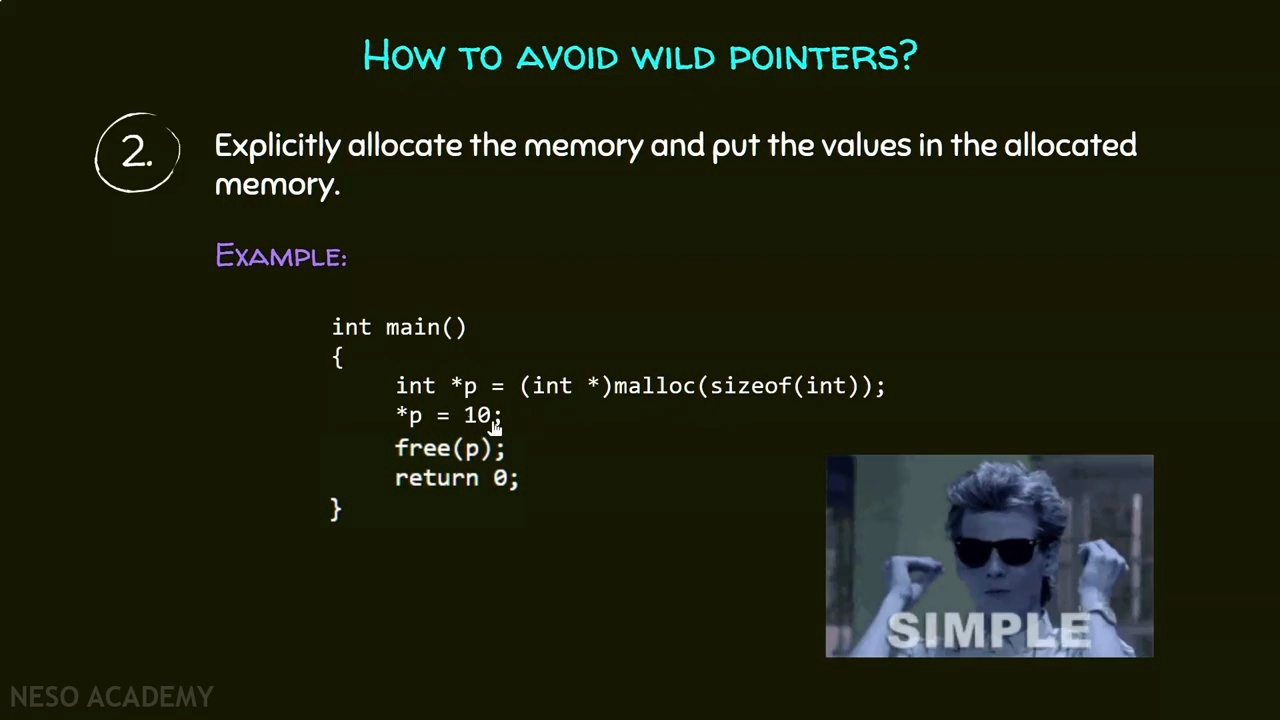 How to avoid wild pointers?
2.
Explicitly allocate the memory and put the values in the allocated
memory.
Example:
int main()
{
int *p = (int *)malloc(sizeof(int));
*p = 10;
free(p);
return 0;
}
SIMPLE
NESO ACADEMY